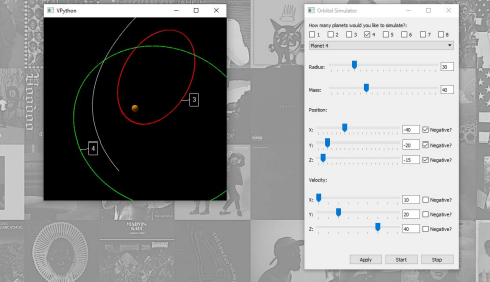 VPython
3
4
Orbital Simulator
How many planets would you like to simulate?:
1 2 3 4 5 6 7 8
Planet 4
Radius: 30
Mass: 40
Position:
X: -40 Negative?
Y: -20 Negative?
Z: -15 Negative?
Velocity:
X: 10 Negative?
Y: 20 Negative?
Z: 40 Negative?
Apply Start Stop